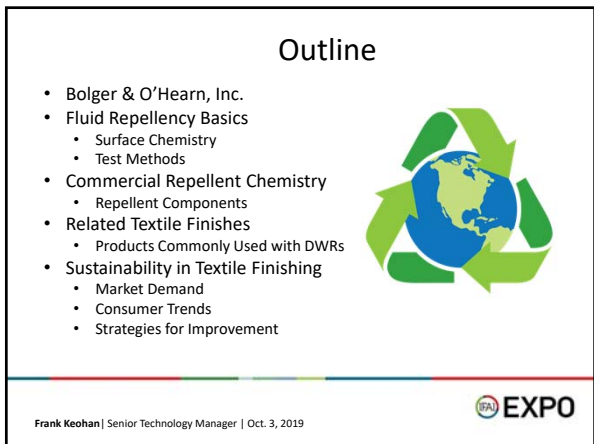 Outline
• Bolger & O'Hearn, Inc.
• Fluid Repellency Basics
• Surface Chemistry
• Test Methods
• Commercial Repellent Chemistry
• Repellent Components
• Related Textile Finishes
• Products Commonly Used with DWRs
• Sustainability in Textile Finishing
• Market Demand
• Consumer Trends
• Strategies for Improvement
Frank Keohan| Senior Technology Manager | Oct. 3, 2019
IFAI EXPO